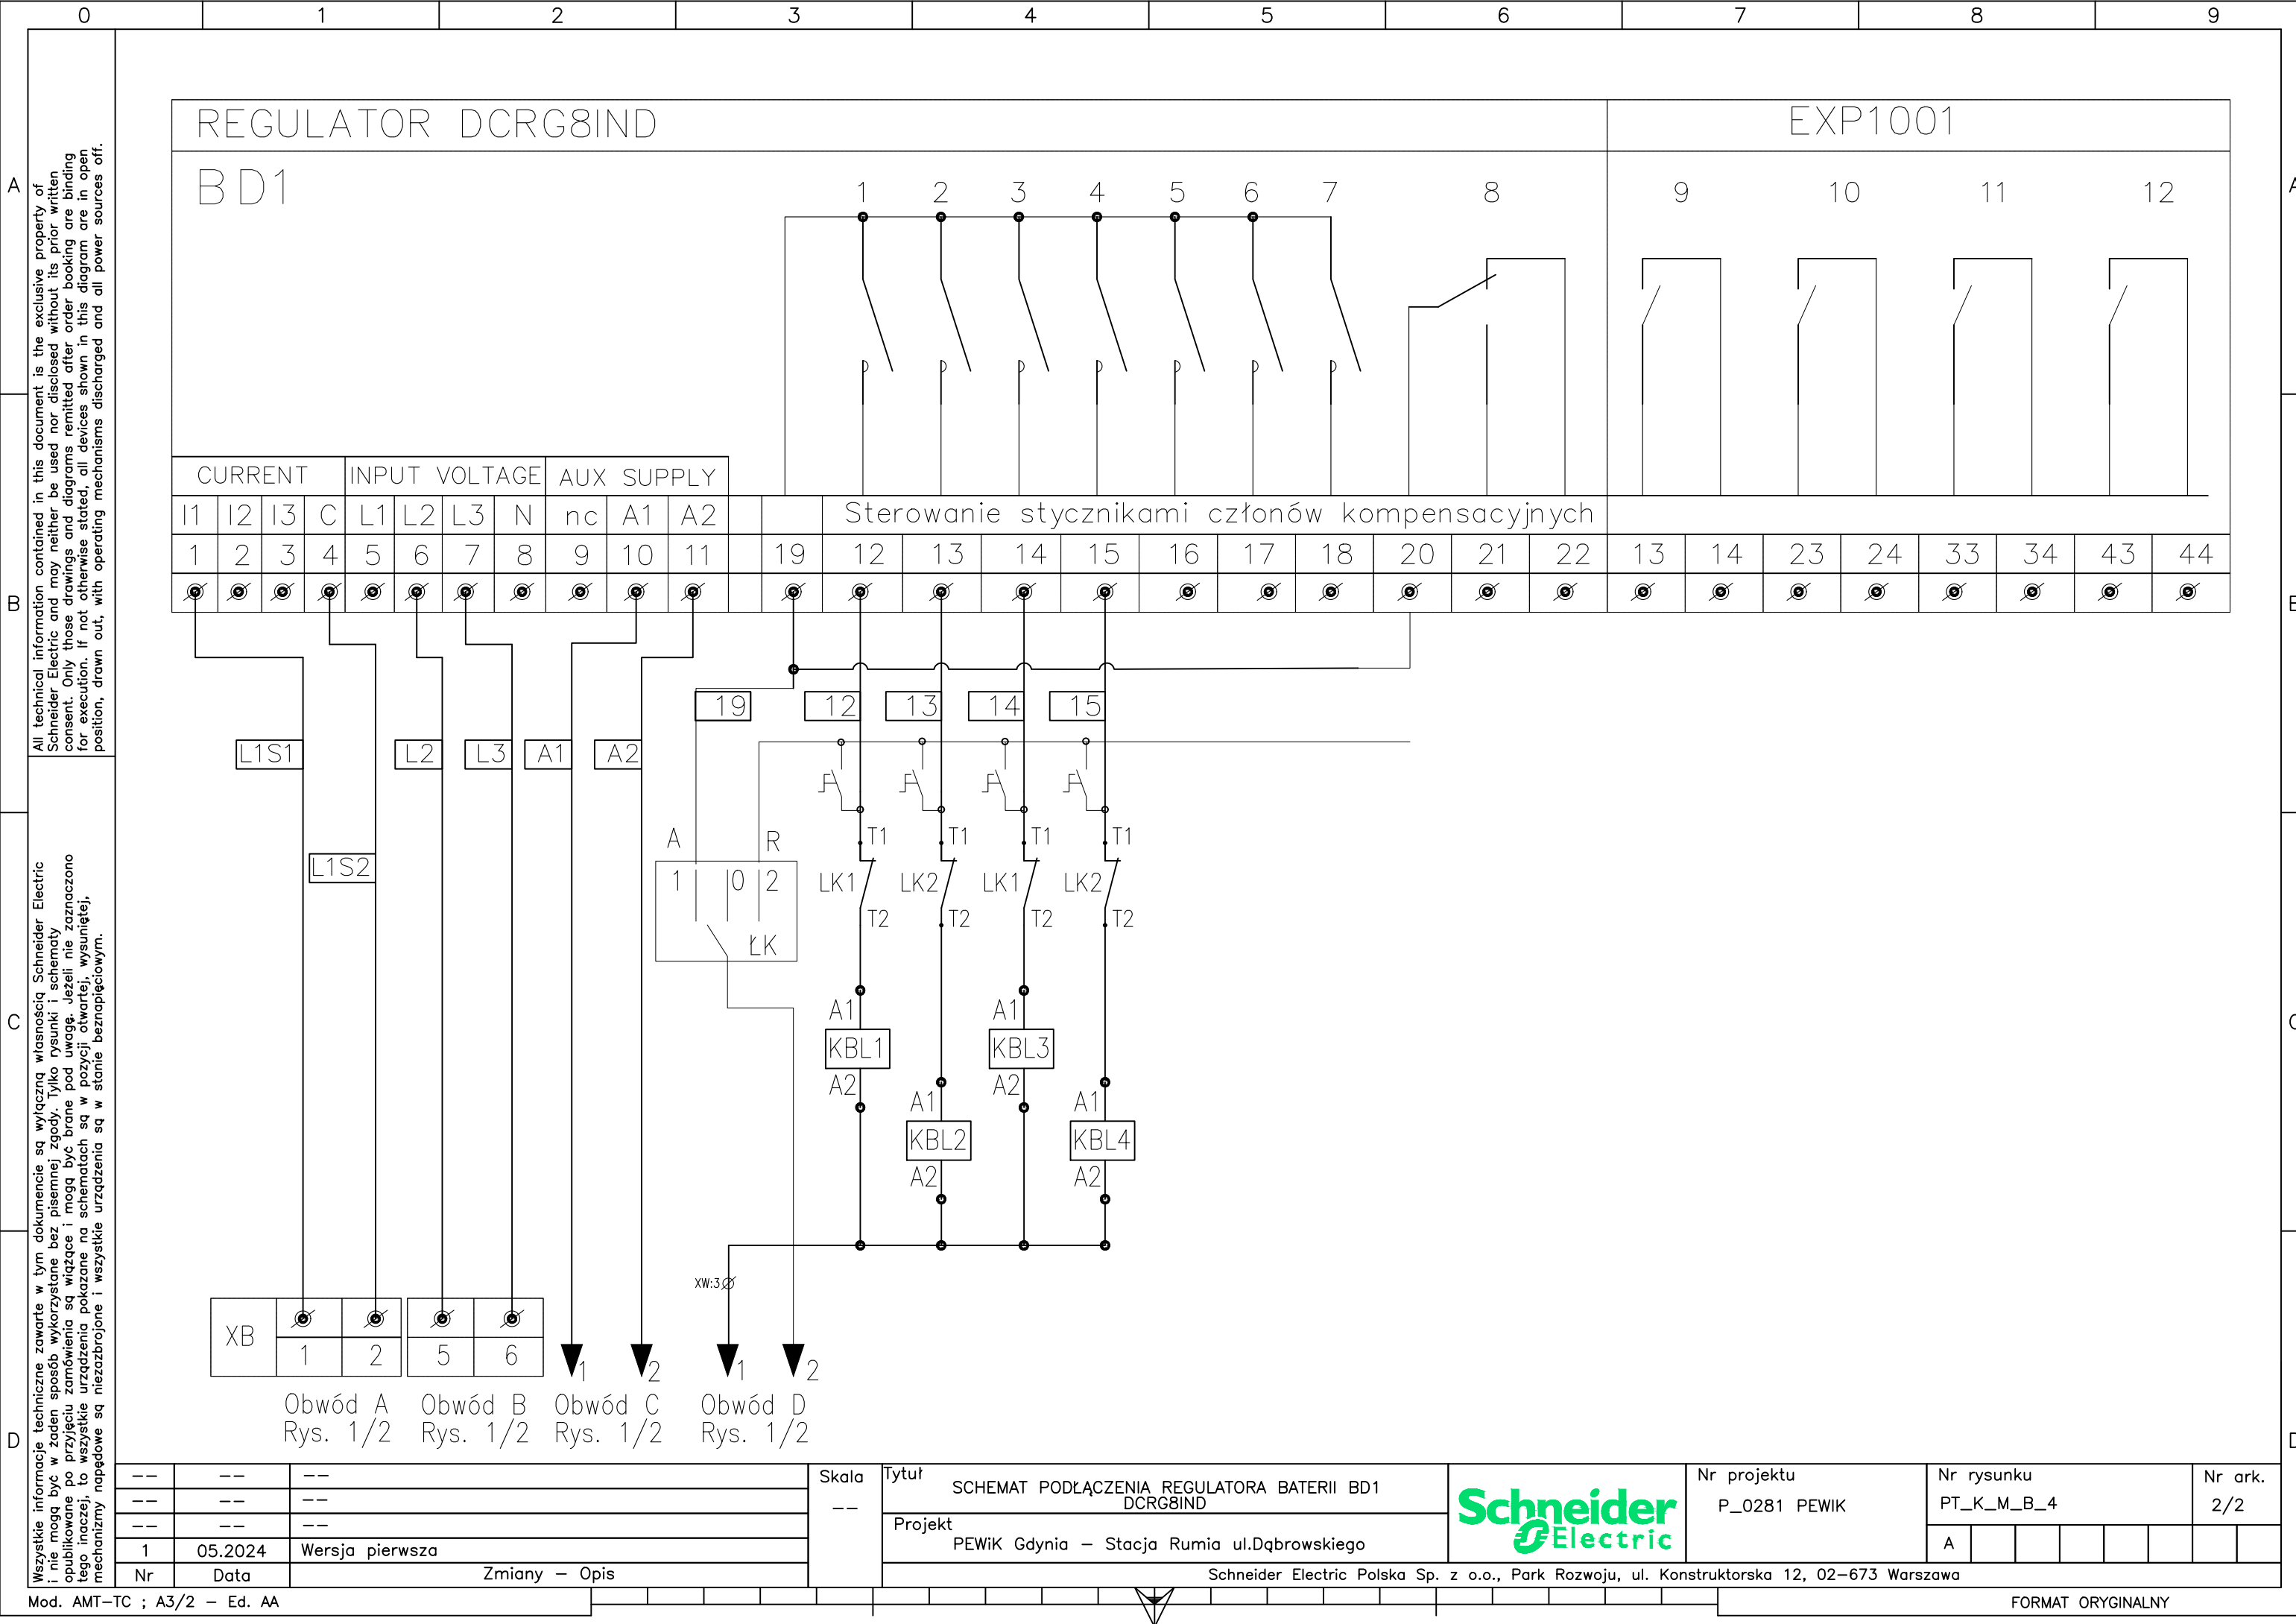 0 1 2 3 4 5 6 7 8 9
A
B
C
D
All technical information contained in this document is the exclusive property of
Schneider Electric and may neither be used nor disclosed without its prior written
consent. Only those drawings and diagrams remitted after order booking are binding
for execution. If not otherwise stated, all devices shown in this diagram are in open
position, drawn out, with operating mechanisms discharged and all power sources off.
Wszystkie informacje techniczne zawarte w tym dokumencie są wyłączną własnością Schneider Electric
i nie mogą być w żaden sposób wykorzystane bez pisemnej zgody. Tylko rysunki i schematy
opublikowane po przyjęciu zamówienia są wiążące i mogą być brane pod uwagę. Jeżeli nie zaznaczono
tego inaczej, to wszystkie urządzenia pokazane na schematach są w pozycji otwartej, wysuniętej,
mechanizmy napędowe są niezazbrojone i wszystkie urządzenia są w stanie beznapięciowym.
REGULATOR DCRG8IND
EXP1001
BD1
1 2 3 4 5 6 7 8 9 10 11 12
CURRENT INPUT VOLTAGE AUX SUPPLY
I1 I2 I3 C L1 L2 L3 N nc A1 A2
Sterowanie stycznikami członów kompensacyjnych
1 2 3 4 5 6 7 8 9 10 11 19 12 13 14 15 16 17 18 20 21 22 13 14 23 24 33 34 43 44
19 12 13 14 15
L1S1 L2 L3 A1 A2
L1S2
A R
1 0 2
ŁK
T1 T1 T1 T1
LK1 LK2 LK1 LK2
T2 T2 T2 T2
A1 A1
KBL1 KBL3
A2 A2
A1 A1
KBL2 KBL4
A2 A2
XW:3
XB
1 2 5 6
1 2 1 2
Obwód A Obwód B Obwód C Obwód D
Rys. 1/2 Rys. 1/2 Rys. 1/2 Rys. 1/2
-- -- --
-- -- --
-- -- --
1 05.2024 Wersja pierwsza
Nr Data Zmiany – Opis
Skala
--
Tytuł
SCHEMAT PODŁĄCZENIA REGULATORA BATERII BD1
DCRG8IND
Projekt
PEWiK Gdynia – Stacja Rumia ul.Dąbrowskiego
Schneider
Electric
Nr projektu
P_0281 PEWIK
Nr rysunku
PT_K_M_B_4
Nr ark.
2/2
A
Schneider Electric Polska Sp. z o.o., Park Rozwoju, ul. Konstruktorska 12, 02–673 Warszawa
Mod. AMT–TC ; A3/2 – Ed. AA
FORMAT ORYGINALNY